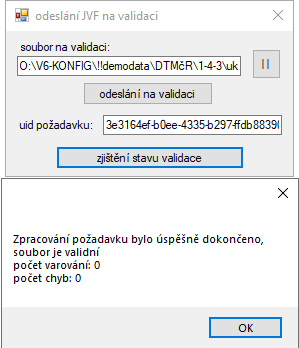 odeslání JVF na validaci
soubor na validaci:
O:\V6-KONFIG\!!demodata\DTMčR\1-4-3\uk
odeslání na validaci
uid požadavku: 3e3164ef-b0ee-4335-b297-ffdb88390
zjištění stavu validace
Zpracování požadavku bylo úspěšně dokončeno,
soubor je validní
počet varování: 0
počet chyb: 0
OK